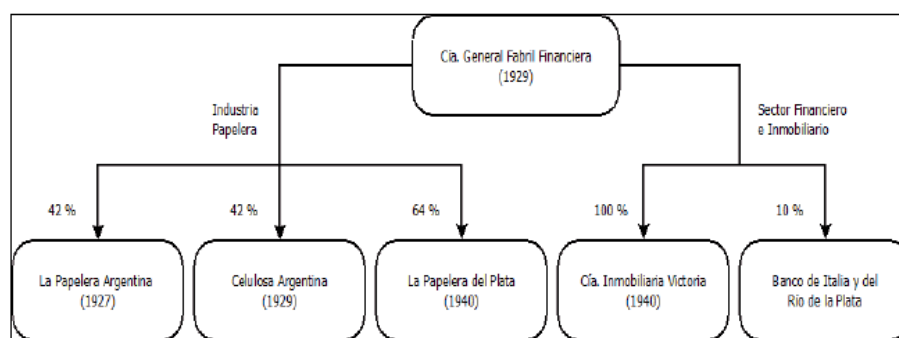 Cía. General Fabril Financiera
(1929)
Industria
Papelera
Sector Financiero
e Inmobiliario
42 %
42 %
64 %
100 %
10 %
La Papelera Argentina
(1927)
Celulosa Argentina
(1929)
La Papelera del Plata
(1940)
Cía. Inmobiliaria Victoria
(1940)
Banco de Italia y del
Río de la Plata